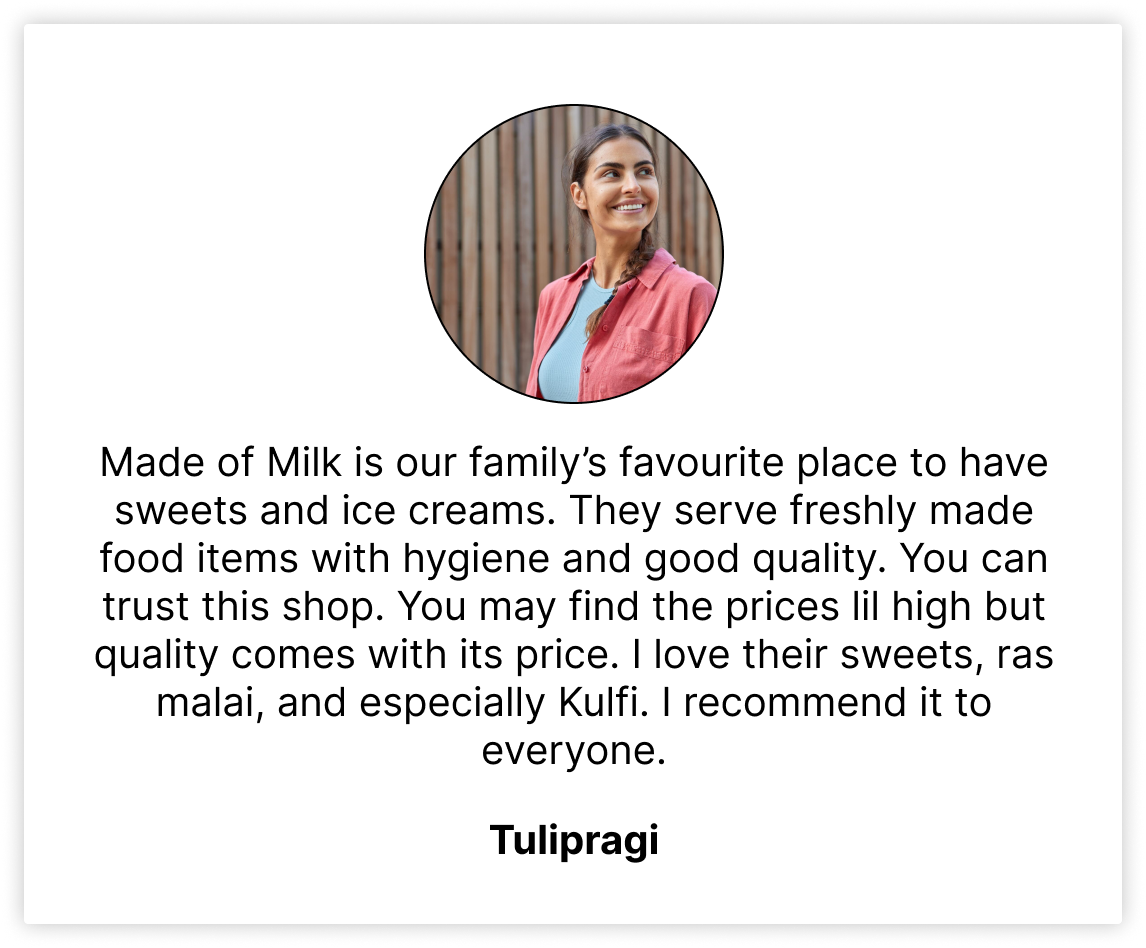 Made of Milk is our family’s favourite place to have
sweets and ice creams. They serve freshly made
food items with hygiene and good quality. You can
trust this shop. You may find the prices lil high but
quality comes with its price. I love their sweets, ras
malai, and especially Kulfi. I recommend it to
everyone.
Tulipragi